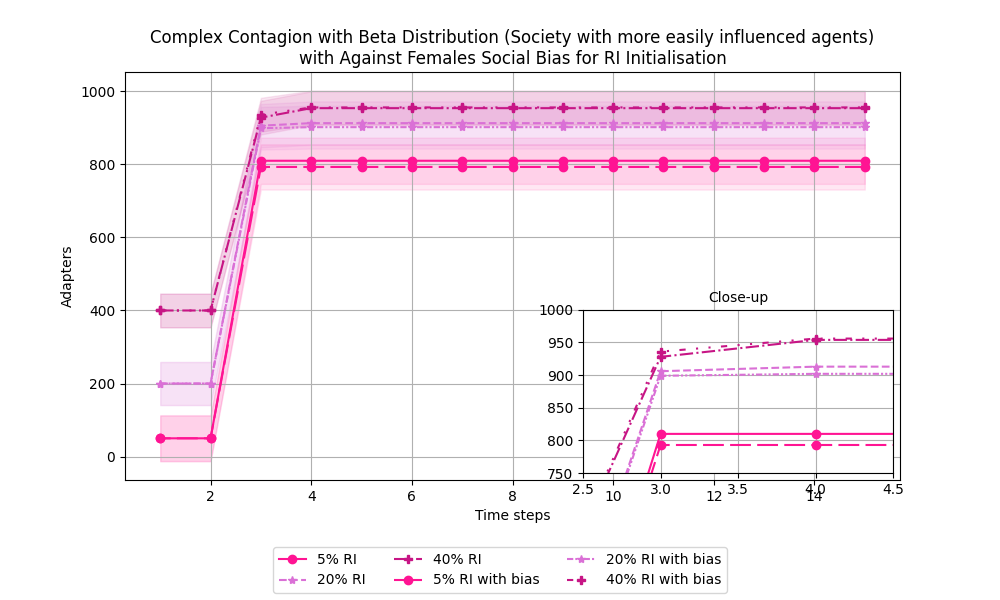 Complex Contagion with Beta Distribution (Society with more easily influenced agents)
with Against Females Social Bias for RI Initialisation
1000
800
600
400
200
0
Adapters
2 4 6 8 10 12 14
Time steps
Close-up
1000
950
900
850
800
750
2.5 3.0 3.5 4.0 4.5
5% RI 40% RI 20% RI with bias
20% RI 5% RI with bias 40% RI with bias